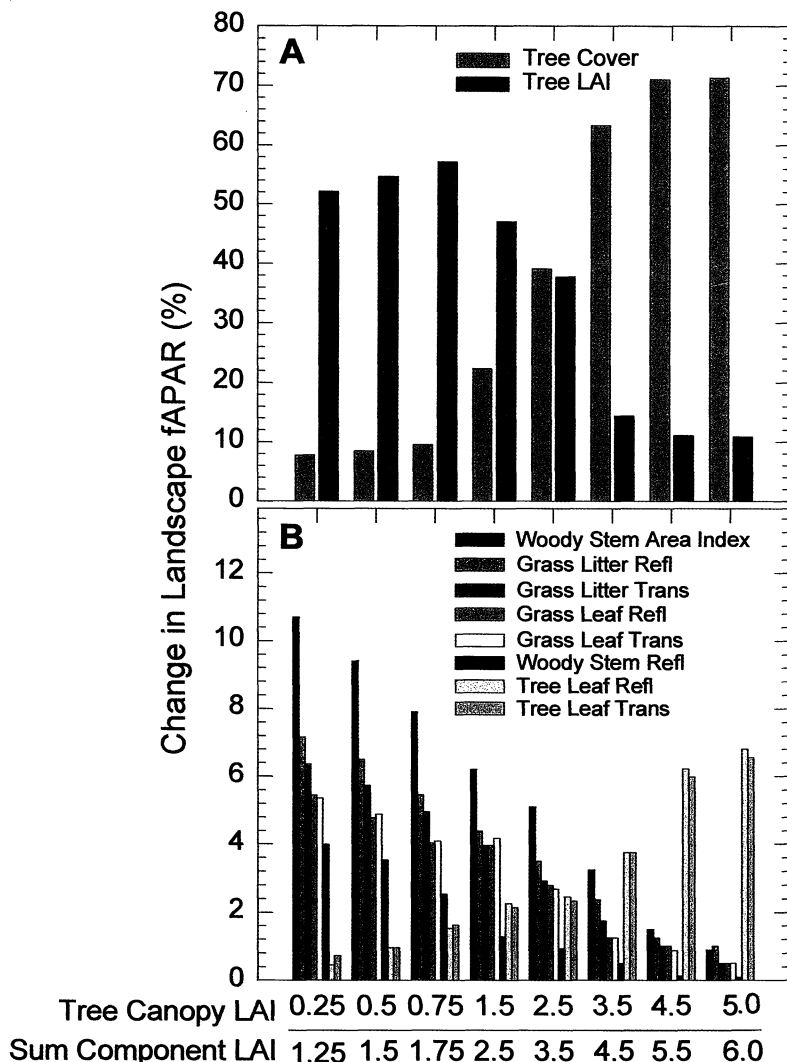 80
A
Tree Cover
Tree LAI
70
60
50
40
30
20
10
0
Change in Landscape fAPAR (%)
B
Woody Stem Area Index
Grass Litter Refl
Grass Litter Trans
Grass Leaf Refl
Grass Leaf Trans
Woody Stem Refl
Tree Leaf Refl
Tree Leaf Trans
12
10
8
6
4
2
0
Tree Canopy LAI 0.25 0.5 0.75 1.5 2.5 3.5 4.5 5.0
Sum Component LAI 1.25 1.5 1.75 2.5 3.5 4.5 5.5 6.0